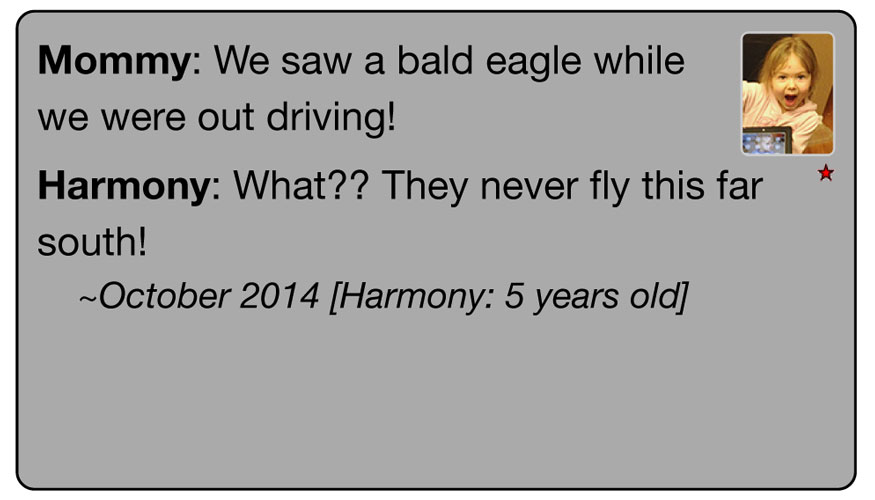 Mommy: We saw a bald eagle while
we were out driving!
Harmony: What?? They never fly this far
south!
~October 2014 [Harmony: 5 years old]